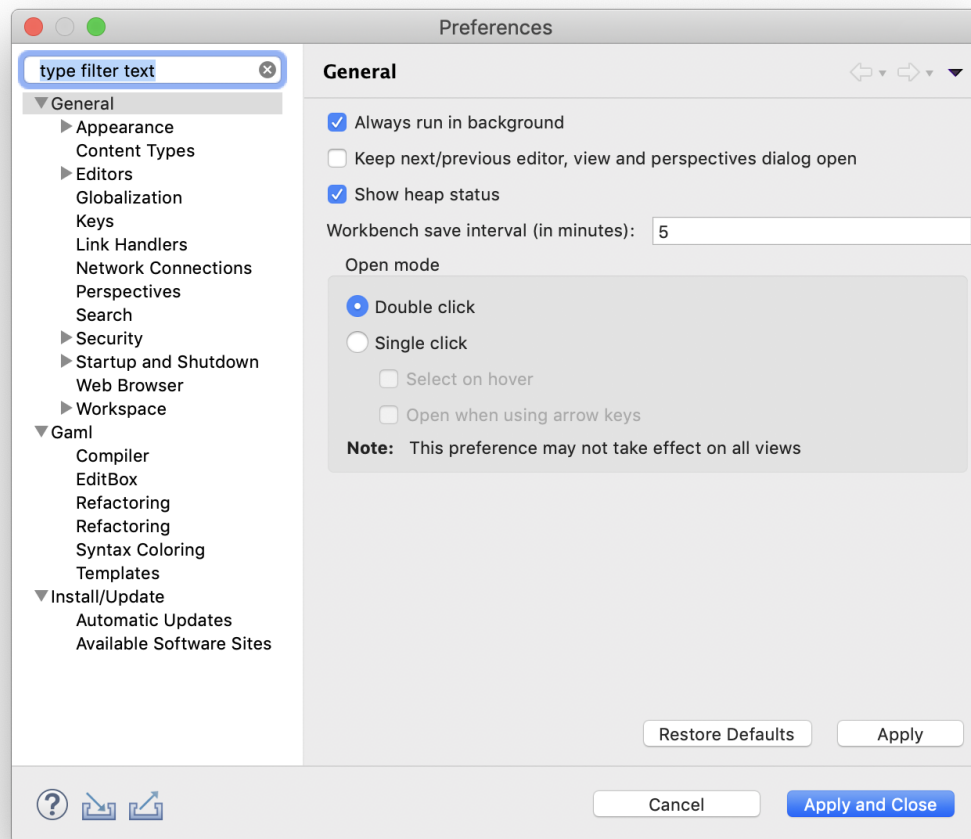 Preferences
type filter text
General
Appearance
Content Types
Editors
Globalization
Keys
Link Handlers
Network Connections
Perspectives
Search
Security
Startup and Shutdown
Web Browser
Workspace
Gaml
Compiler
EditBox
Refactoring
Refactoring
Syntax Coloring
Templates
Install/Update
Automatic Updates
Available Software Sites
General
Always run in background
Keep next/previous editor, view and perspectives dialog open
Show heap status
Workbench save interval (in minutes): 5
Open mode
Double click
Single click
Select on hover
Open when using arrow keys
Note: This preference may not take effect on all views
Restore Defaults Apply
? Cancel Apply and Close